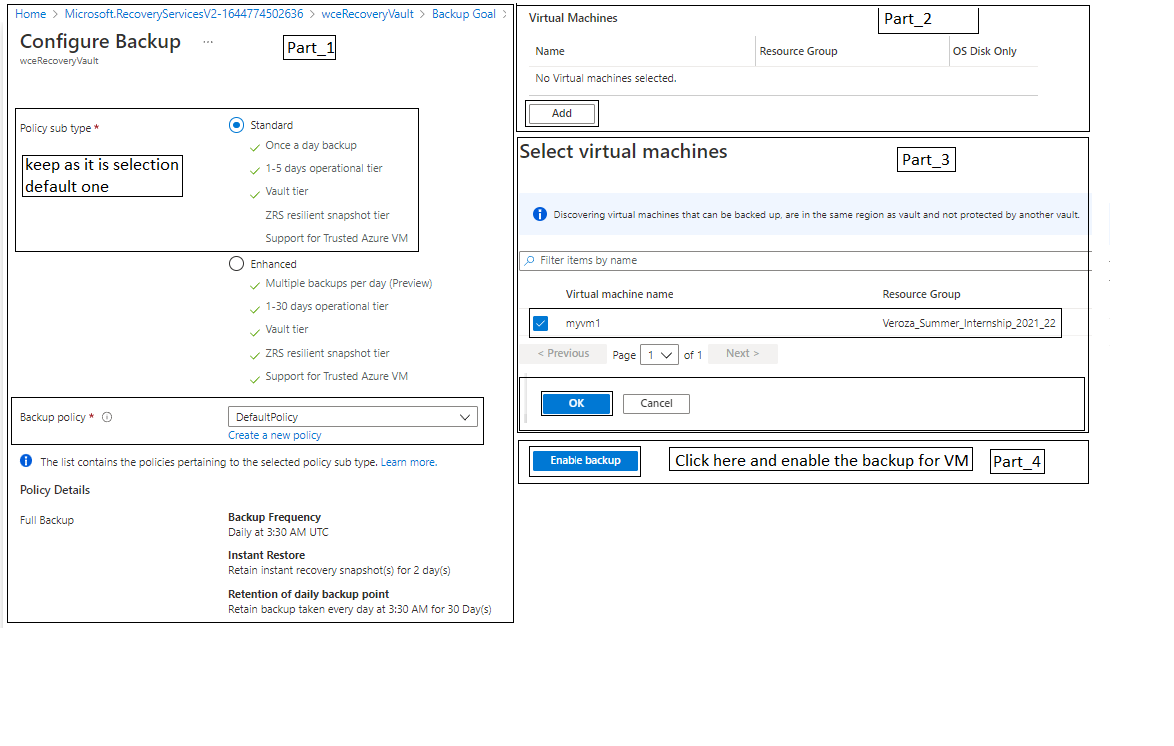 Home > Microsoft.RecoveryServicesV2-1644774502636 > wceRecoveryVault > Backup Goal >
Configure Backup ...
Part_1
wceRecoveryVault
Policy sub type *
keep as it is selection
default one
Standard
Once a day backup
1-5 days operational tier
Vault tier
ZRS resilient snapshot tier
Support for Trusted Azure VM
Enhanced
Multiple backups per day (Preview)
1-30 days operational tier
Vault tier
ZRS resilient snapshot tier
Support for Trusted Azure VM
Backup policy *
DefaultPolicy
Create a new policy
The list contains the policies pertaining to the selected policy sub type. Learn more.
Policy Details
Full Backup
Backup Frequency
Daily at 3:30 AM UTC
Instant Restore
Retain instant recovery snapshot(s) for 2 day(s)
Retention of daily backup point
Retain backup taken every day at 3:30 AM for 30 Day(s)
Virtual Machines
Part_2
Name Resource Group OS Disk Only
No Virtual machines selected.
Add
Select virtual machines
Part_3
Discovering virtual machines that can be backed up, are in the same region as vault and not protected by another vault.
Filter items by name
Virtual machine name Resource Group
myvm1 Veroza_Summer_Internship_2021_22
< Previous Page 1 of 1 Next >
OK Cancel
Enable backup Click here and enable the backup for VM Part_4